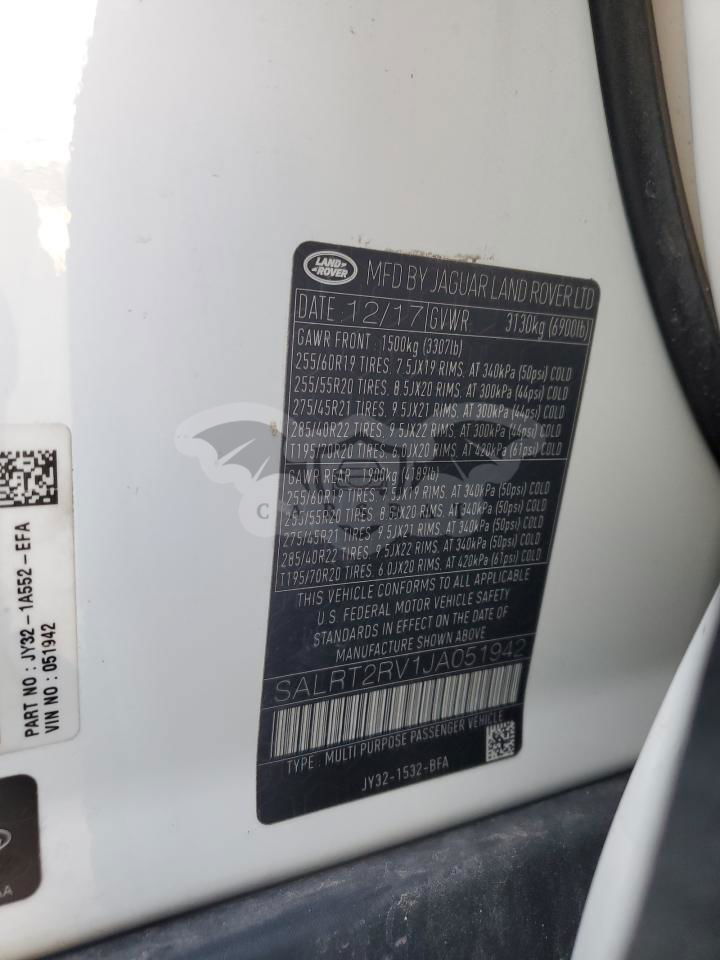 LAND ROVER
MFD BY JAGUAR LAND ROVER LTD
DATE: 12/17 GVWR 3130kg (6900lb)
GAWR FRONT : 1500kg (3307lb)
255/60R19 TIRES, 7.5JX19 RIMS, AT 340kPa (50psi) COLD
255/55R20 TIRES, 8.5JX20 RIMS, AT 300kPa (44psi) COLD
275/45R21 TIRES, 9.5JX21 RIMS, AT 300kPa (44psi) COLD
285/40R22 TIRES, 9.5JX22 RIMS, AT 300kPa (44psi) COLD
T195/70R20 TIRES, 6.0JX20 RIMS, AT 420kPa (61psi) COLD
GAWR REAR : 1900kg (4189lb)
255/60R19 TIRES, 7.5JX19 RIMS, AT 340kPa (50psi) COLD
255/55R20 TIRES, 8.5JX20 RIMS, AT 340kPa (50psi) COLD
275/45R21 TIRES, 9.5JX21 RIMS, AT 340kPa (50psi) COLD
285/40R22 TIRES, 9.5JX22 RIMS, AT 340kPa (50psi) COLD
T195/70R20 TIRES, 6.0JX20 RIMS, AT 420kPa (61psi) COLD
THIS VEHICLE CONFORMS TO ALL APPLICABLE
U.S. FEDERAL MOTOR VEHICLE SAFETY
STANDARDS IN EFFECT ON THE DATE OF
MANUFACTURE SHOWN ABOVE.
SALRT2RV1JA051942
TYPE : MULTI PURPOSE PASSENGER VEHICLE
JY32-1532-BFA
PART NO : JY32-1A552-EFA
VIN NO : 051942